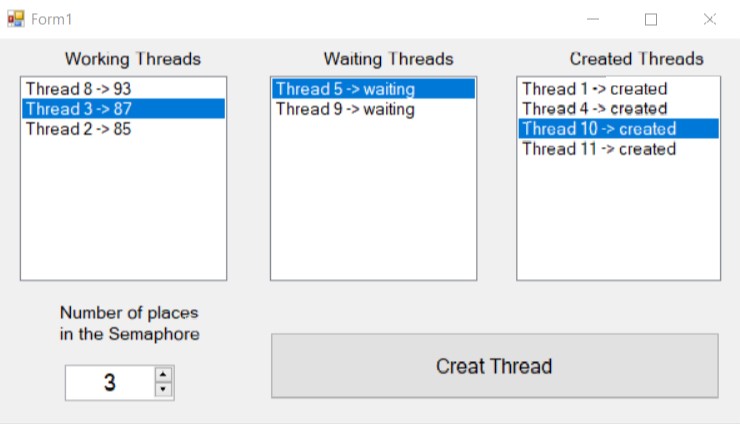 Form1
Working Threads
Waiting Threads
Created Threads
Thread 8 -> 93
Thread 3 -> 87
Thread 2 -> 85
Thread 5 -> waiting
Thread 9 -> waiting
Thread 1 -> created
Thread 4 -> created
Thread 10 -> created
Thread 11 -> created
Number of places
in the Semaphore
3
Creat Thread